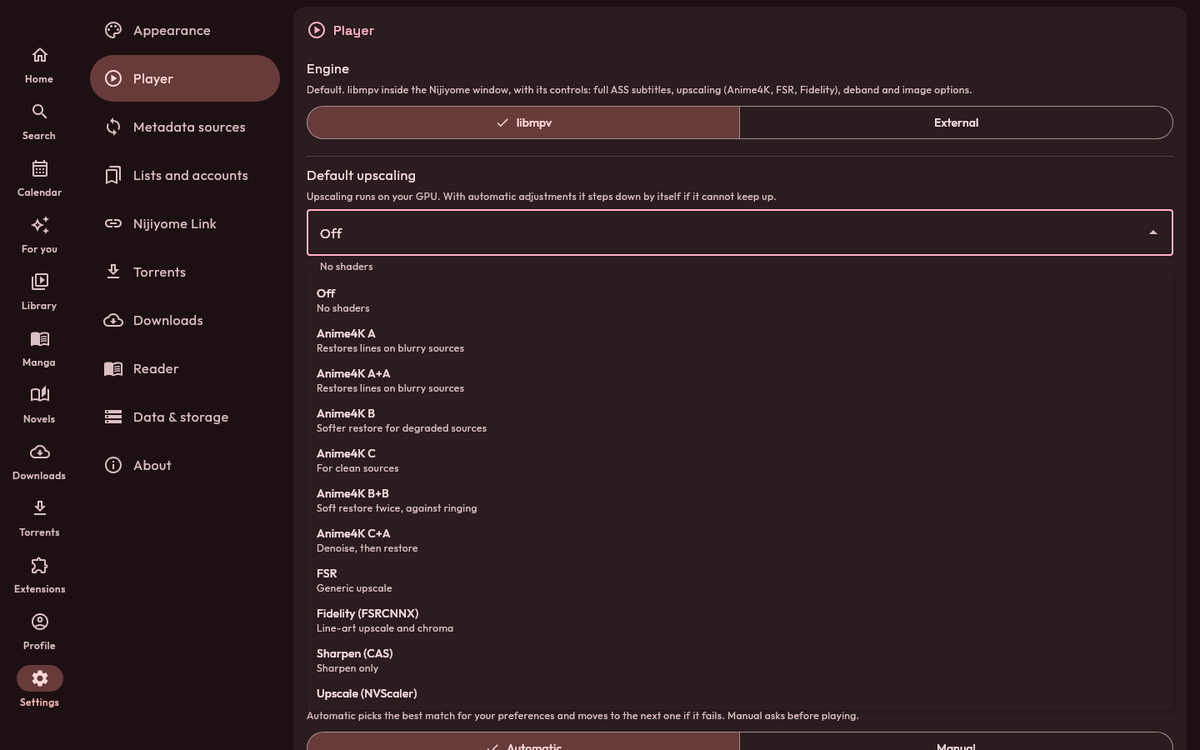 Home
Search
Calendar
For you
Library
Manga
Novels
Downloads
Torrents
Extensions
Profile
Settings
Appearance
Player
Metadata sources
Lists and accounts
Nijiyome Link
Torrents
Downloads
Reader
Data & storage
About
Player
Engine
Default. libmpv inside the Nijiyome window, with its controls: full ASS subtitles, upscaling (Anime4K, FSR, Fidelity), deband and image options.
libmpv
External
Default upscaling
Upscaling runs on your GPU. With automatic adjustments it steps down by itself if it cannot keep up.
Off
No shaders
Off
No shaders
Anime4K A
Restores lines on blurry sources
Anime4K A+A
Restores lines on blurry sources
Anime4K B
Softer restore for degraded sources
Anime4K C
For clean sources
Anime4K B+B
Soft restore twice, against ringing
Anime4K C+A
Denoise, then restore
FSR
Generic upscale
Fidelity (FSRCNNX)
Line-art upscale and chroma
Sharpen (CAS)
Sharpen only
Upscale (NVScaler)
Automatic picks the best match for your preferences and moves to the next one if it fails. Manual asks before playing.
Automatic
Manual